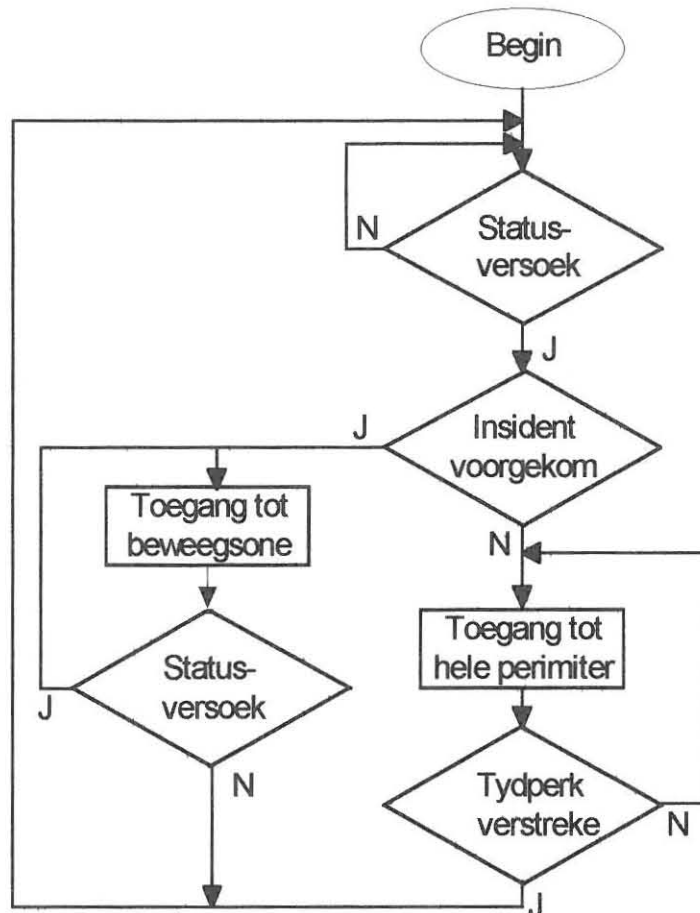 Begin
N
Status-
versoek
J
J
Insident
voorgekom
Toegang tot
beweegsone
N
Toegang tot
hele perimiter
Status-
versoek
J
N
Tydperk
verstreke
N
J